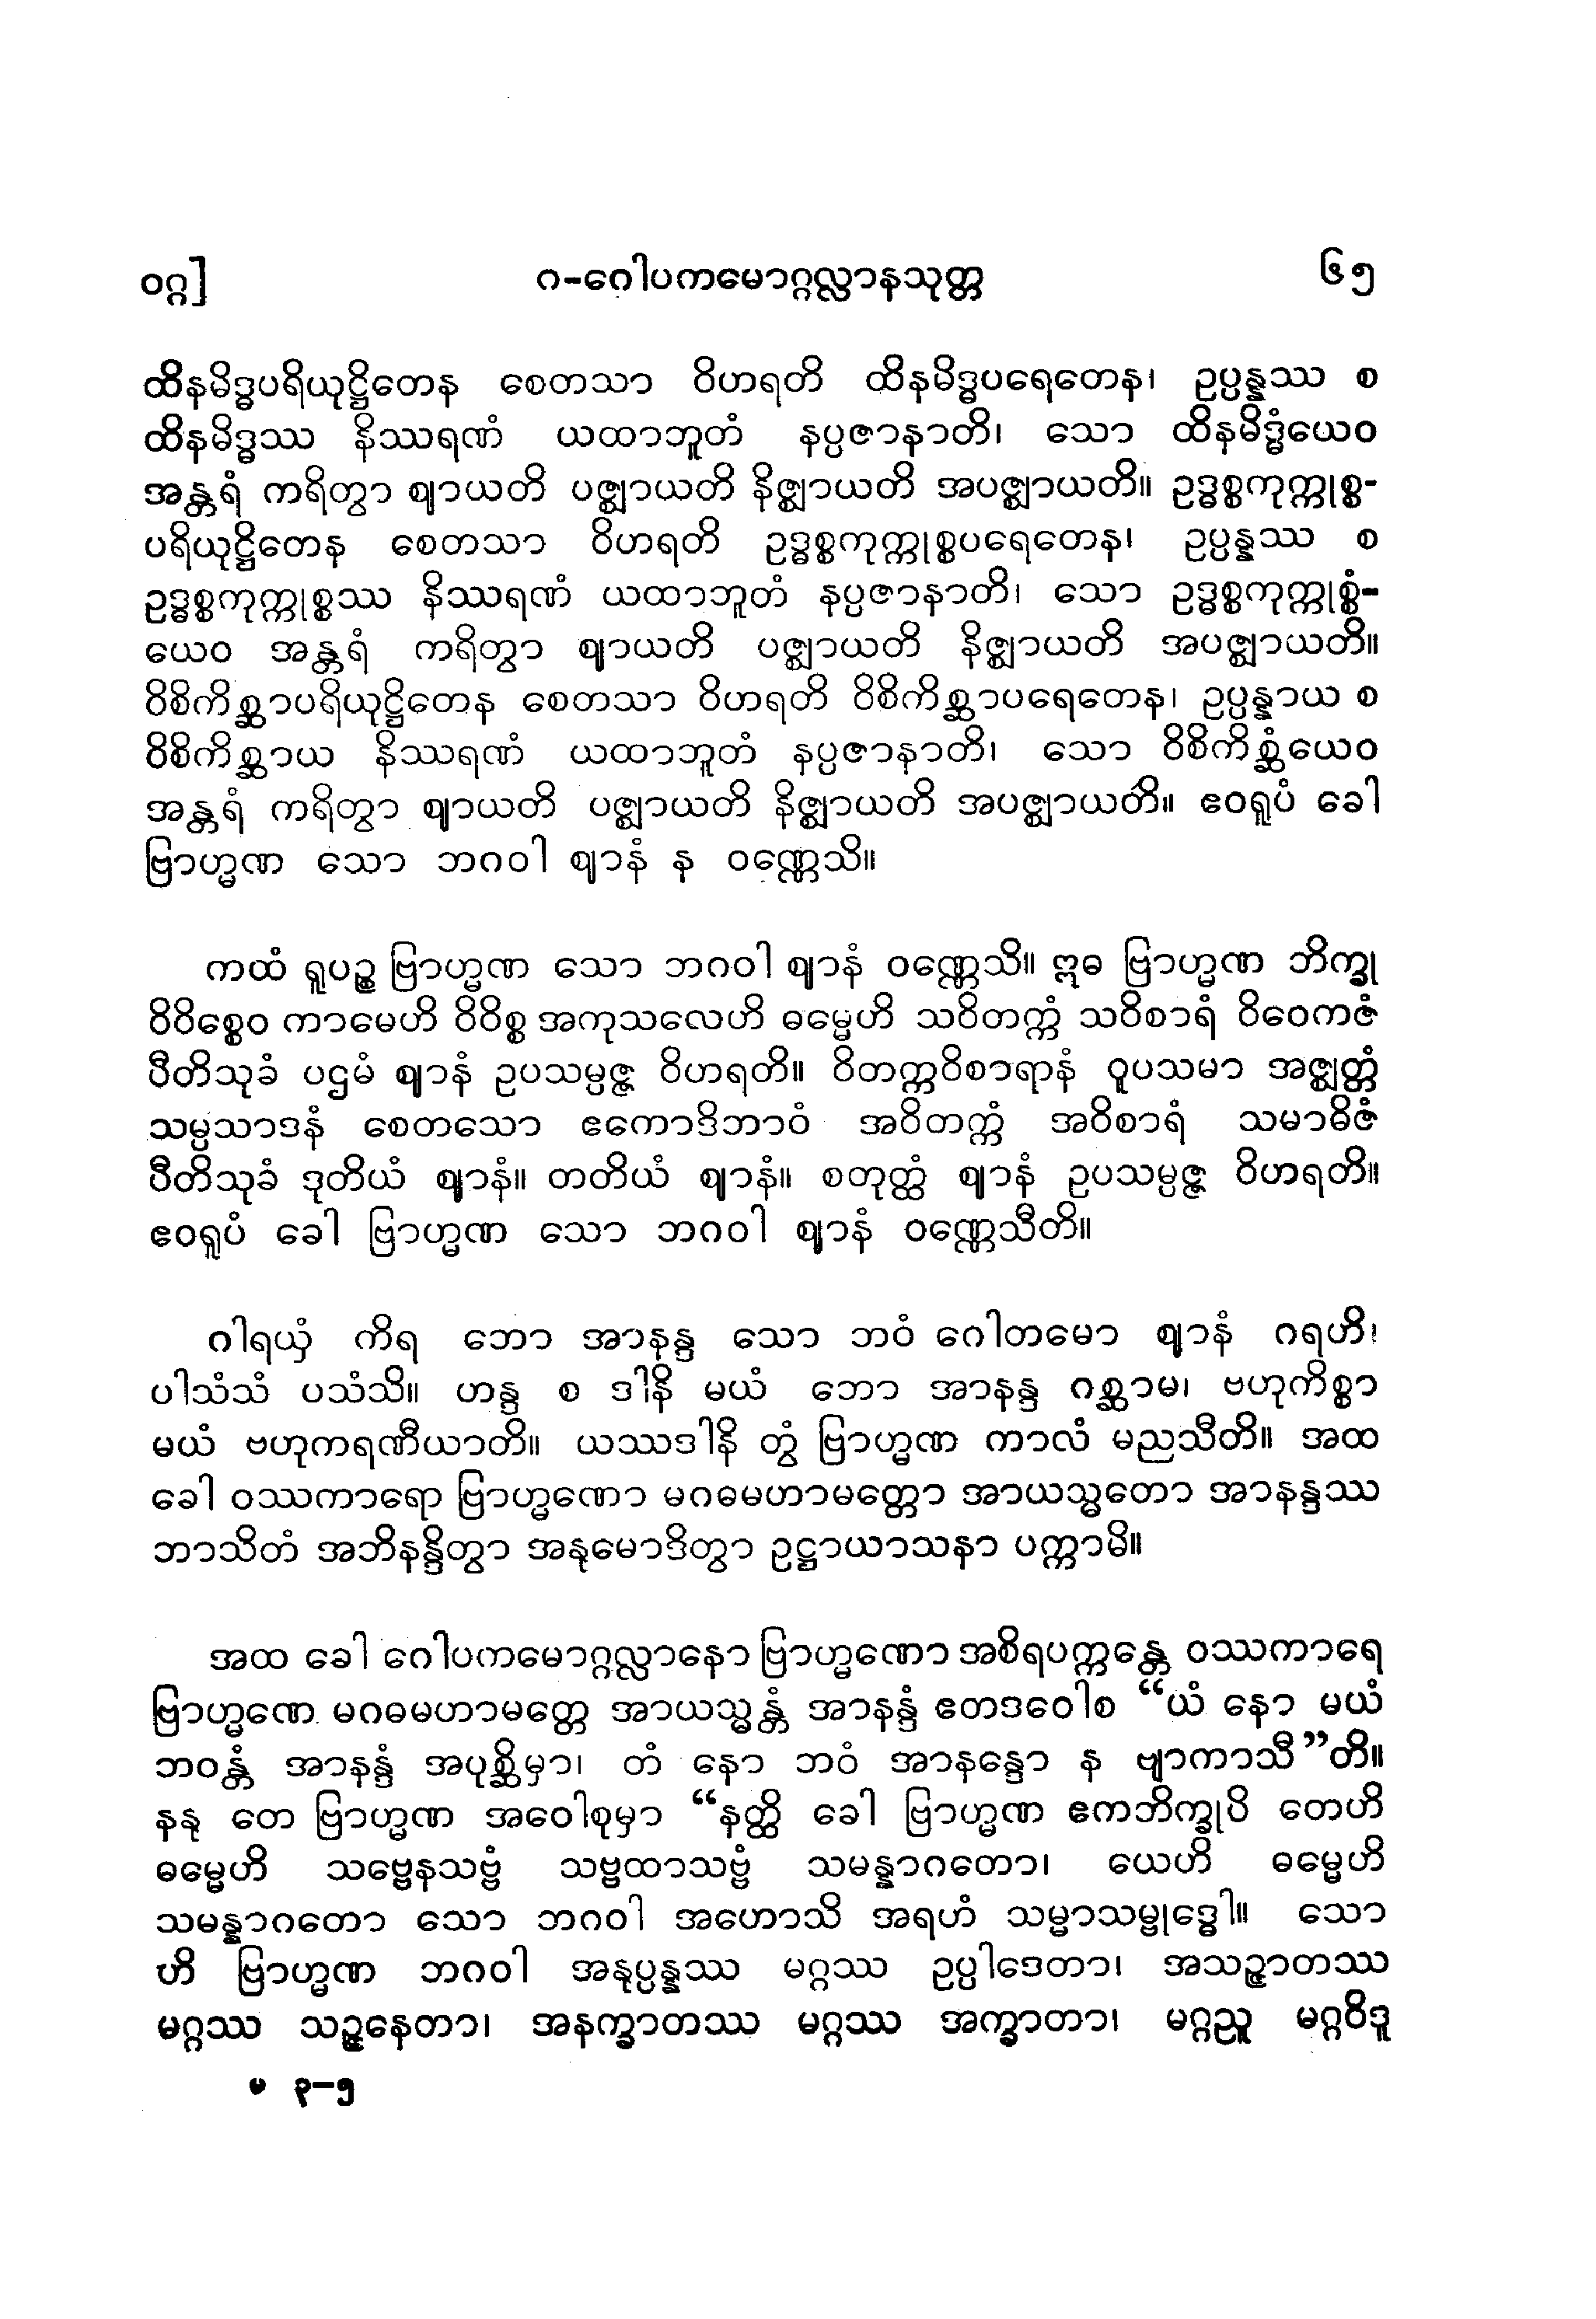 ဝဂ္ဂ]
ဂ-ဂေါပကမောဂ္ဂလ္လာနသုတ္တ
၆၅
ထိနမိဒ္ဓပရိယုဋ္ဌိတေန စေတသာ ဝိဟရတိ ထိနမိဒ္ဓပရေတေန၊ ဥပ္ပန္နဿ စ
ထိနမိဒ္ဓဿ နိဿရဏံ ယထာဘူတံ နပ္ပဇာနာတိ၊ သော ထိနမိဒ္ဓံယေဝ
အန္တရံ ကရိတွာ ဈာယတိ ပဇ္ဈာယတိ နိဇ္ဈာယတိ အပဇ္ဈာယတိ။ ဥဒ္ဓစ္စကုက္ကုစ္စ-
ပရိယုဋ္ဌိတေန စေတသာ ဝိဟရတိ ဥဒ္ဓစ္စကုက္ကုစ္စပရေတေန၊ ဥပ္ပန္နဿ စ
ဥဒ္ဓစ္စကုက္ကုစ္စဿ နိဿရဏံ ယထာဘူတံ နပ္ပဇာနာတိ၊ သော ဥဒ္ဓစ္စကုက္ကုစ္စံ-
ယေဝ အန္တရံ ကရိတွာ ဈာယတိ ပဇ္ဈာယတိ နိဇ္ဈာယတိ အပဇ္ဈာယတိ။
ဝိစိကိစ္ဆာပရိယုဋ္ဌိတေန စေတသာ ဝိဟရတိ ဝိစိကိစ္ဆာပရေတေန၊ ဥပ္ပန္နာယ စ
ဝိစိကိစ္ဆာယ နိဿရဏံ ယထာဘူတံ နပ္ပဇာနာတိ၊ သော ဝိစိကိစ္ဆံယေဝ
အန္တရံ ကရိတွာ ဈာယတိ ပဇ္ဈာယတိ နိဇ္ဈာယတိ အပဇ္ဈာယတိ။ ဧဝရူပံ ခေါ
ဗြာဟ္မဏ သော ဘဂဝါ ဈာနံ န ဝဏ္ဏေသိ။
ကထံ ရူပဉ္စ ဗြာဟ္မဏ သော ဘဂဝါ ဈာနံ ဝဏ္ဏေသိ။ ဣဓ ဗြာဟ္မဏ ဘိက္ခု
ဝိဝိစ္စေဝ ကာမေဟိ ဝိဝိစ္စ အကုသလေဟိ ဓမ္မေဟိ သဝိတက္ကံ သဝိစာရံ ဝိဝေကဇံ
ပီတိသုခံ ပဌမံ ဈာနံ ဥပသမ္ပဇ္ဇ ဝိဟရတိ။ ဝိတက္ကဝိစာရာနံ ဝူပသမာ အဇ္ဈတ္တံ
သမ္ပသာဒနံ စေတသော ဧကောဒိဘာဝံ အဝိတက္ကံ အဝိစာရံ သမာဓိဇံ
ပီတိသုခံ ဒုတိယံ ဈာနံ။ တတိယံ ဈာနံ။ စတုတ္ထံ ဈာနံ ဥပသမ္ပဇ္ဇ ဝိဟရတိ။
ဧဝရူပံ ခေါ ဗြာဟ္မဏ သော ဘဂဝါ ဈာနံ ဝဏ္ဏေသီတိ။
ဂါရယှံ ကိရ ဘော အာနန္ဒ သော ဘဝံ ဂေါတမော ဈာနံ ဂရဟိ၊
ပါသံသံ ပသံသိ။ ဟန္ဒ စ ဒါနိ မယံ ဘော အာနန္ဒ ဂစ္ဆာမ၊ ဗဟုကိစ္စာ
မယံ ဗဟုကရဏီယာတိ။ ယဿဒါနိ တွံ ဗြာဟ္မဏ ကာလံ မညသီတိ။ အထ
ခေါ ဝဿကာရော ဗြာဟ္မဏော မဂဓမဟာမတ္တော အာယသ္မတော အာနန္ဒဿ
ဘာသိတံ အဘိနန္ဒိတွာ အနုမောဒိတွာ ဥဋ္ဌာယာသနာ ပက္ကာမိ။
အထ ခေါ ဂေါပကမောဂ္ဂလ္လာနော ဗြာဟ္မဏော အစိရပက္ကန္တေ ဝဿကာရေ
ဗြာဟ္မဏေ မဂဓမဟာမတ္တေ အာယသ္မန္တံ အာနန္ဒံ ဧတဒဝေါစ “ယံ နော မယံ
ဘဝန္တံ အာနန္ဒံ အပုစ္ဆိမှာ၊ တံ နော ဘဝံ အာနန္ဒော န ဗျာကာသီ”တိ။
နနု တေ ဗြာဟ္မဏ အဝေါစုမှာ “နတ္ထိ ခေါ ဗြာဟ္မဏ ဧကဘိက္ခုပိ တေဟိ
ဓမ္မေဟိ သဗ္ဗေနသဗ္ဗံ သဗ္ဗထာသဗ္ဗံ သမန္နာဂတော၊ ယေဟိ ဓမ္မေဟိ
သမန္နာဂတော သော ဘဂဝါ အဟောသိ အရဟံ သမ္မာသမ္ဗုဒ္ဓေါ။ သော
ဟိ ဗြာဟ္မဏ ဘဂဝါ အနုပ္ပန္နဿ မဂ္ဂဿ ဥပ္ပါဒေတာ၊ အသဉ္ဇာတဿ
မဂ္ဂဿ သဉ္ဇနေတာ၊ အနက္ခာတဿ မဂ္ဂဿ အက္ခာတာ၊ မဂ္ဂညူ မဂ္ဂဝိဒူ
မ ၃-၅